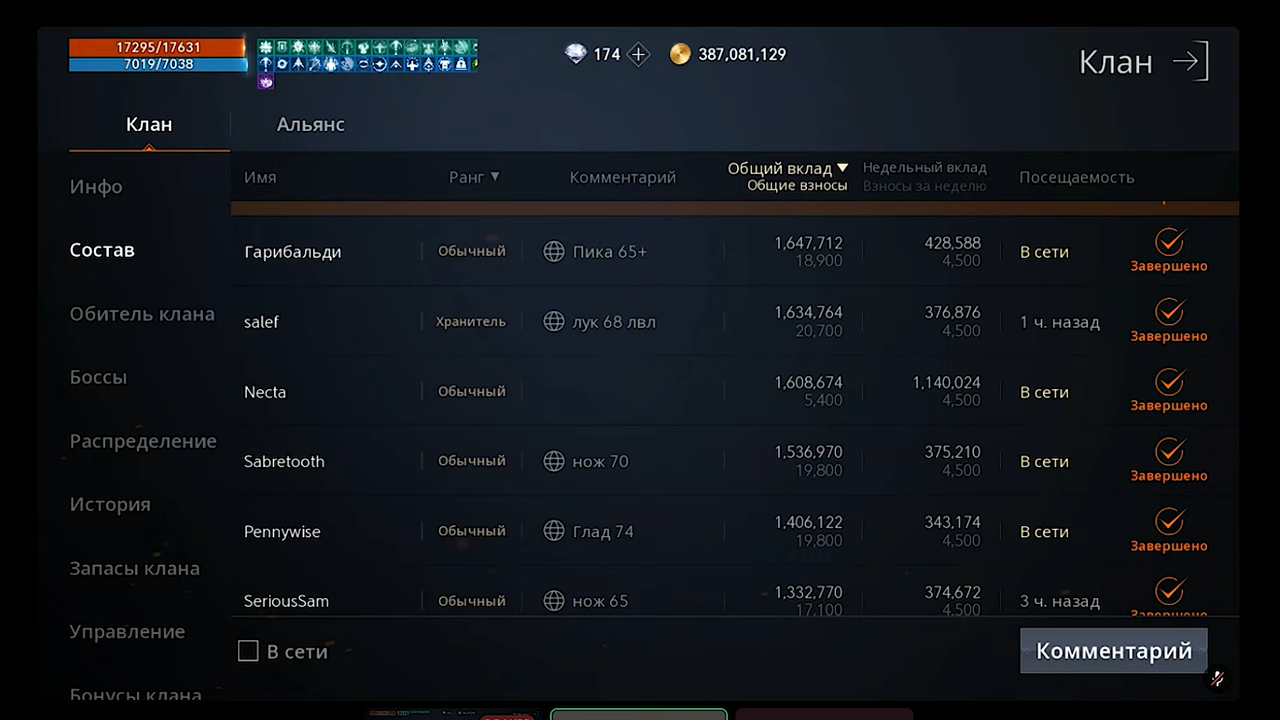 17295/17631
7019/7038
174
387,081,129
Клан
Клан
Альянс
Инфо
Состав
Обитель клана
Боссы
Распределение
История
Запасы клана
Управление
Бонусы клана
Имя
Ранг ▼
Комментарий
Общий вклад ▼
Общие взносы
Недельный вклад
Взносы за неделю
Посещаемость
Гарибальди
Обычный
Пика 65+
1,647,712
18,900
428,588
4,500
В сети
Завершено
salef
Хранитель
лук 68 лвл
1,634,764
20,700
376,876
4,500
1 ч. назад
Завершено
Necta
Обычный
1,608,674
5,400
1,140,024
4,500
В сети
Завершено
Sabretooth
Обычный
нож 70
1,536,970
19,800
375,210
4,500
В сети
Завершено
Pennywise
Обычный
Глад 74
1,406,122
19,800
343,174
4,500
В сети
Завершено
SeriousSam
Обычный
нож 65
1,332,770
17,100
374,672
4,500
3 ч. назад
Завершено
В сети
Комментарий